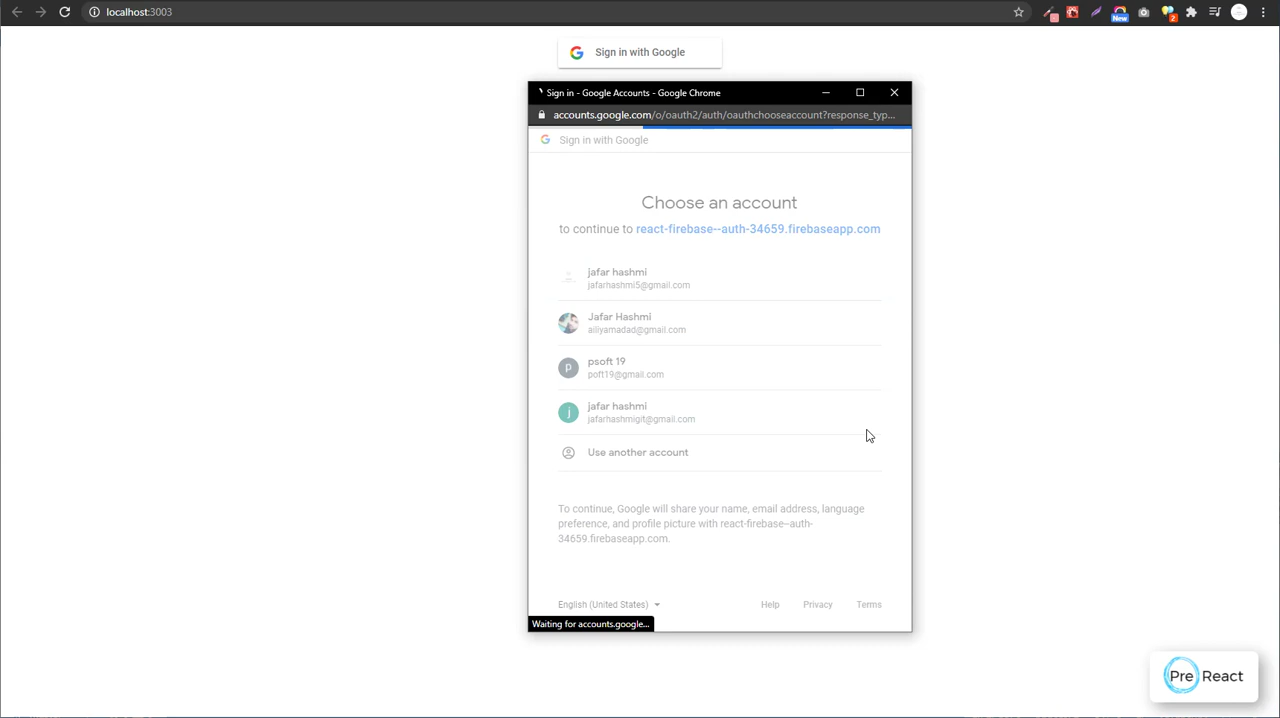 localhost:3003
New
2
Sign in with Google
Sign in - Google Accounts - Google Chrome
accounts.google.com/o/oauth2/auth/oauthchooseaccount?response_typ...
Sign in with Google
Choose an account
to continue to react-firebase--auth-34659.firebaseapp.com
jafar hashmi
jafarhashmi5@gmail.com
Jafar Hashmi
ailiyamadad@gmail.com
p
psoft 19
poft19@gmail.com
j
jafar hashmi
jafarhashmigit@gmail.com
Use another account
To continue, Google will share your name, email address, language
preference, and profile picture with react-firebase--auth-
34659.firebaseapp.com.
English (United States)
Help
Privacy
Terms
Waiting for accounts.google...
Pre React